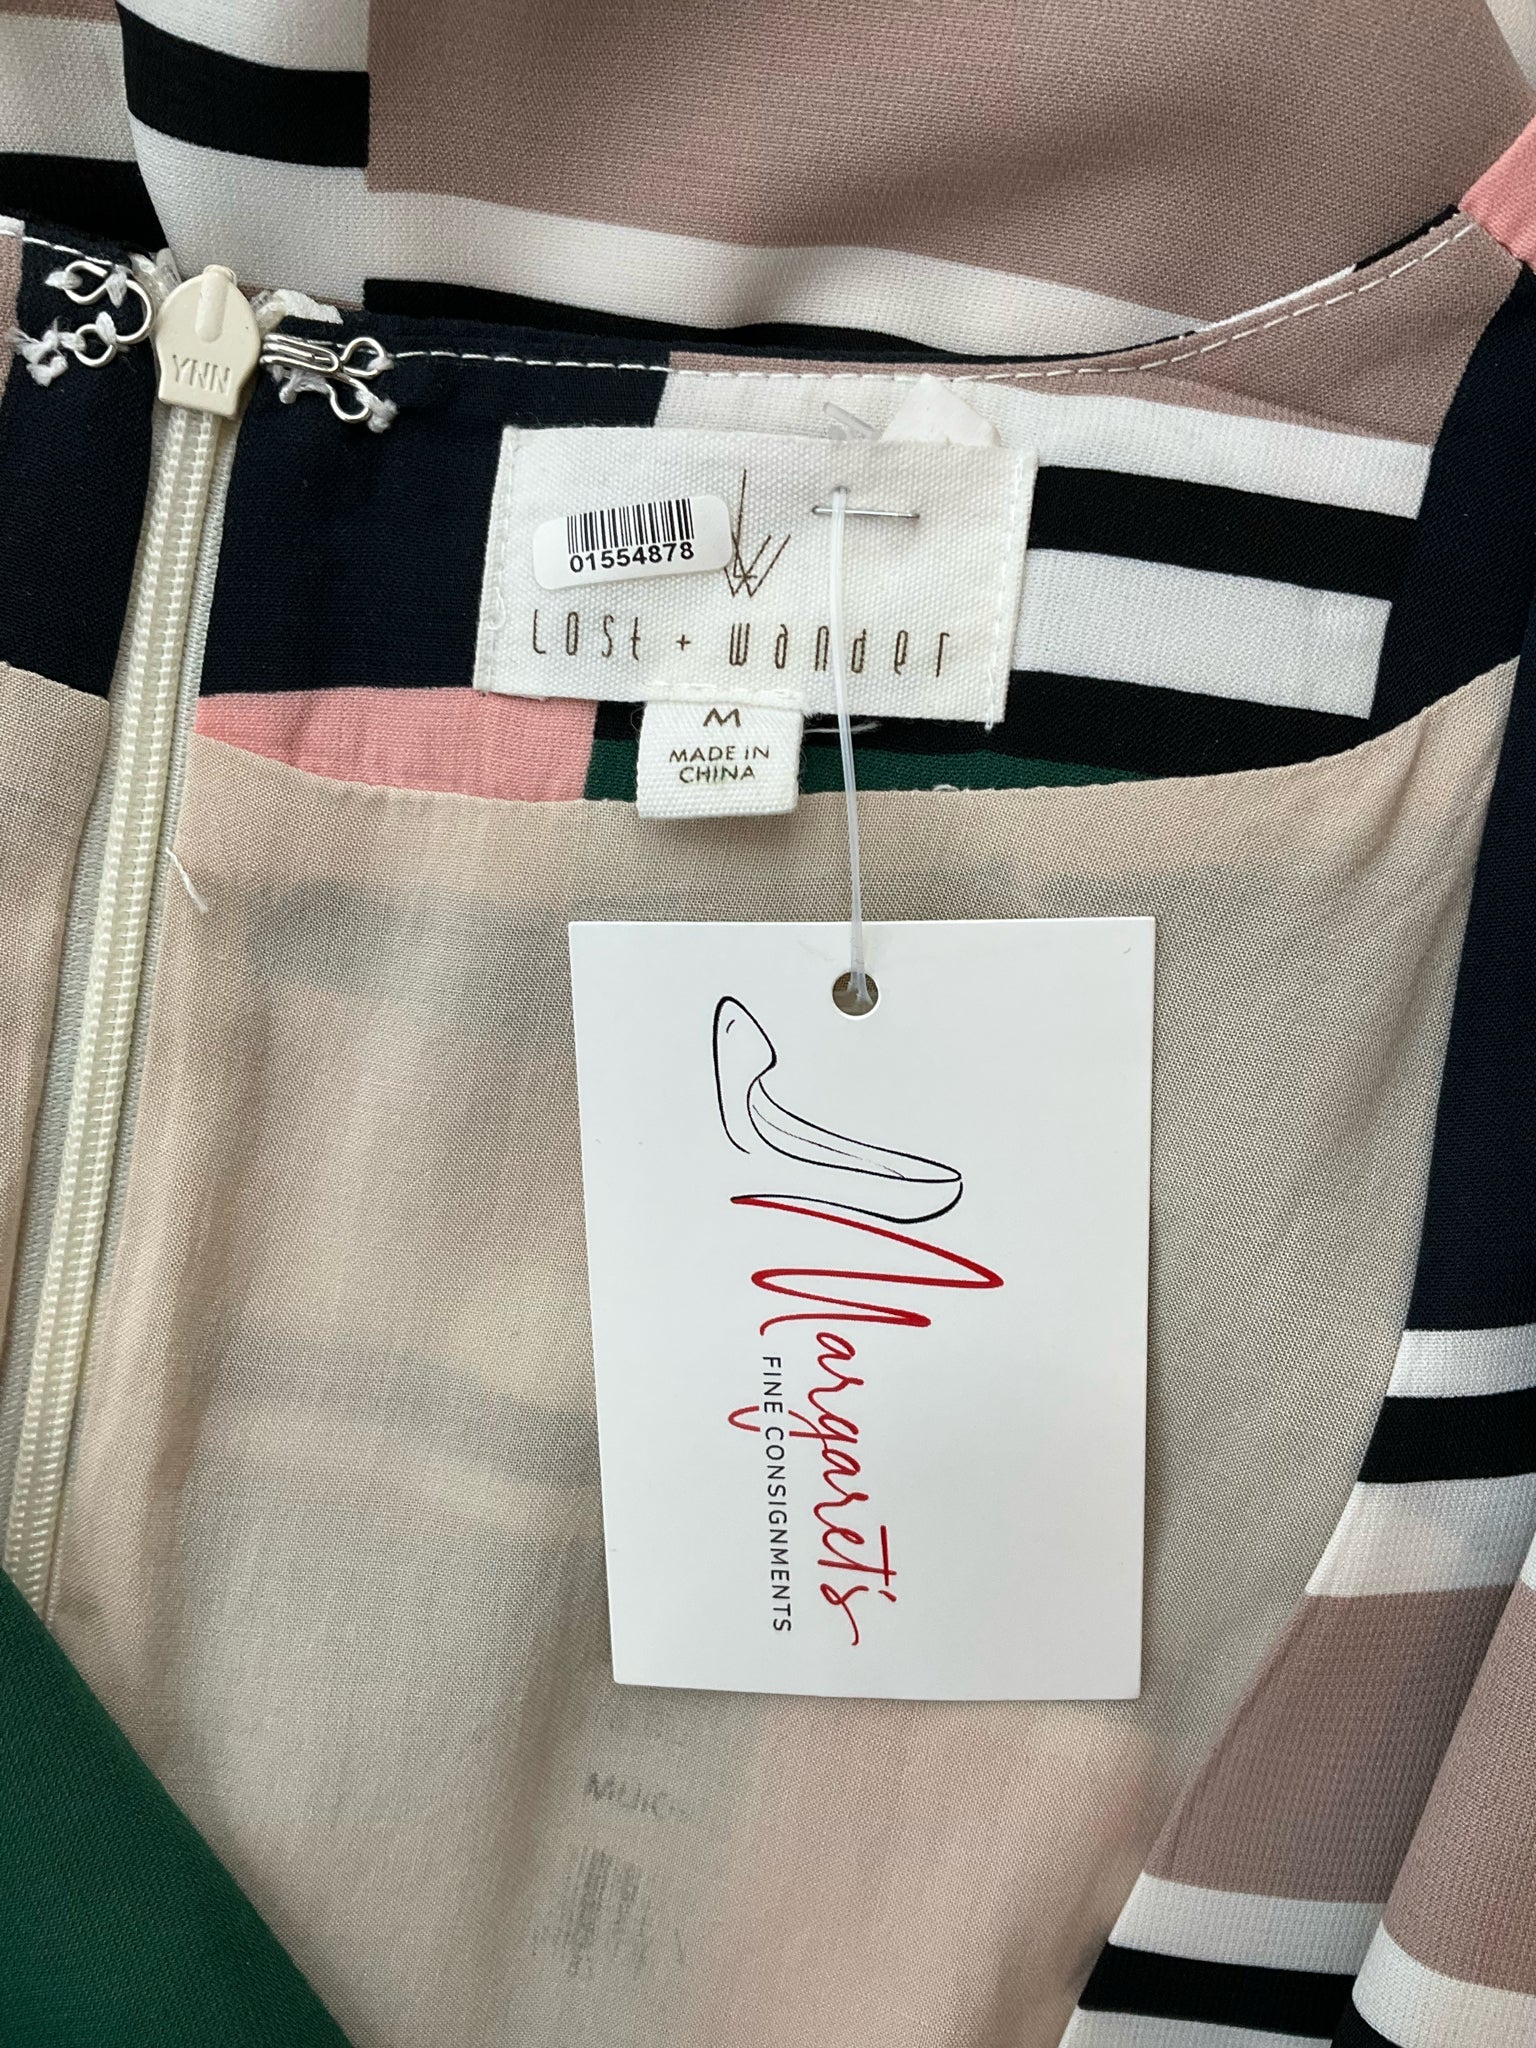 YNN
01554878
LOSt + wander
M
MADE IN
CHINA
Margaret's
FINE CONSIGNMENTS